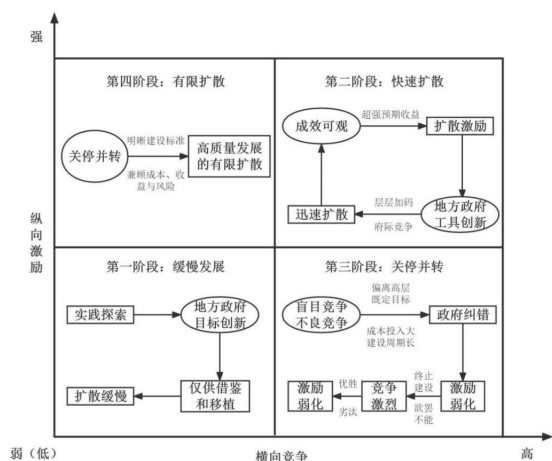 强
纵向
激励
弱（低）
横向竞争
高
第四阶段：有限扩散
关停并转
明晰建设标准
兼顾成本、收
益与风险
高质量发展
的有限扩散
第二阶段：快速扩散
成效可观
超强预期收益
扩散激励
地方政府
工具创新
层层加码
府际竞争
迅速扩散
第一阶段：缓慢发展
实践探索
地方政府
目标创新
仅供借鉴
和移植
扩散缓慢
第三阶段：关停并转
盲目竞争
不良竞争
偏离高层
既定目标
成本投入大
建设周期长
政府纠错
激励
弱化
终止
建设
欲罢
不能
竞争
激烈
优胜
劣汰
激励
弱化